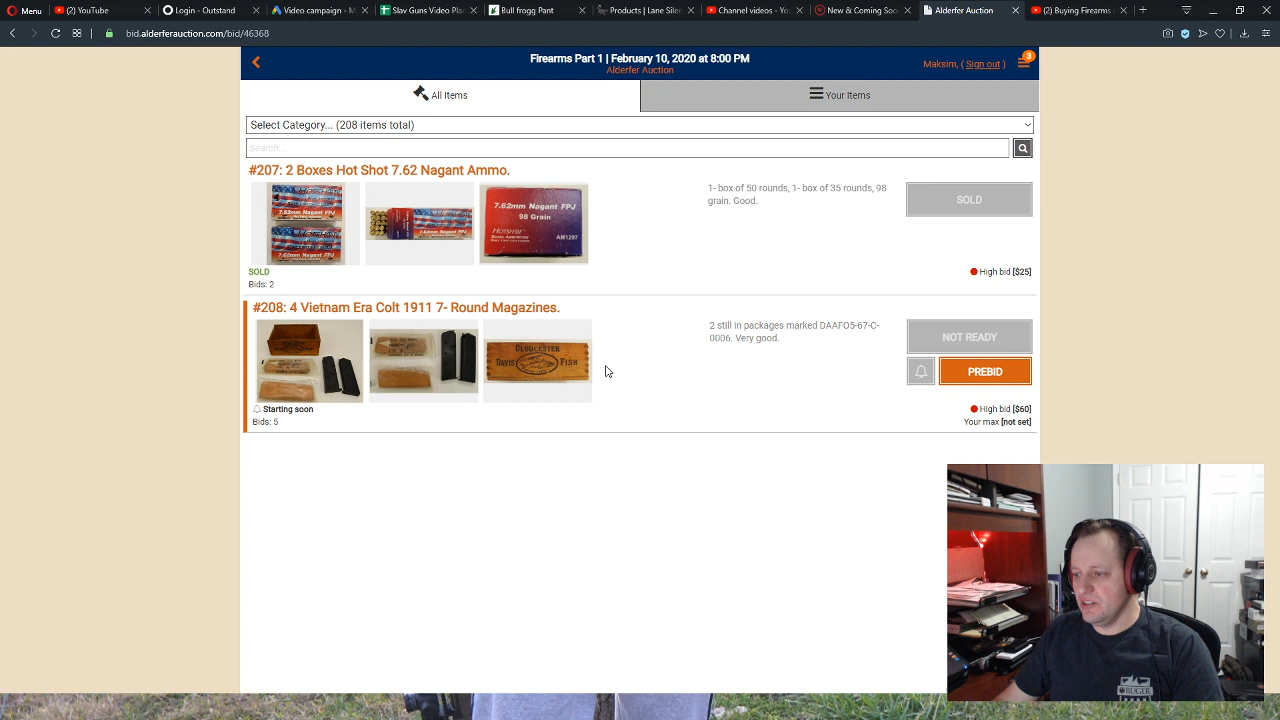 Menu
(2) YouTube
Login - Outstand
Video campaign - M
Slav Guns Video Plan
Bull frogg Pant
Products | Lane Silen
Channel videos - You
New & Coming Soo
Alderfer Auction
(2) Buying Firearms
bid.alderferauction.com/bid/46368
Firearms Part 1 | February 10, 2020 at 8:00 PM
Alderfer Auction
Maksim, ( Sign out )
3
All Items
Your Items
Select Category... (208 items total)
Search...
#207: 2 Boxes Hot Shot 7.62 Nagant Ammo.
7.62mm Nagant FPJ
98 Grain
HOTSHOT
AM1297
1- box of 50 rounds, 1- box of 35 rounds, 98
grain. Good.
SOLD
SOLD
Bids: 2
High bid [$25]
#208: 4 Vietnam Era Colt 1911 7- Round Magazines.
GLOUCESTER
DAVIS FISH
2 still in packages marked DAAFO5-67-C-
0006. Very good.
NOT READY
PREBID
Starting soon
Bids: 5
High bid [$60]
Your max [not set]
RUGER